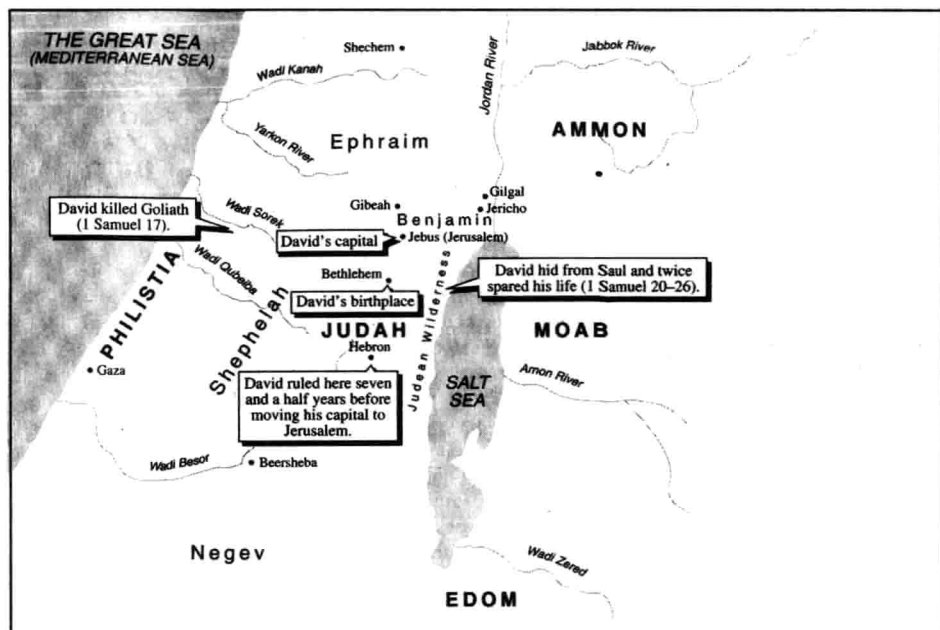 THE GREAT SEA
(MEDITERRANEAN SEA)
Shechem
Jabbok River
Wadi Kanah
Jordan River
Yarkon River
Ephraim
AMMON
Gilgal
Jericho
Gibeah
Benjamin
Jebus (Jerusalem)
David killed Goliath
(1 Samuel 17).
Wadi Sorek
David's capital
Wadi Qubeiba
Bethlehem
David's birthplace
David hid from Saul and twice
spared his life (1 Samuel 20–26).
PHILISTIA
Shephelah
JUDAH
Judean Wilderness
MOAB
Hebron
Gaza
David ruled here seven
and a half years before
moving his capital to
Jerusalem.
SALT
SEA
Arnon River
Wadi Besor
Beersheba
Negev
Wadi Zered
EDOM